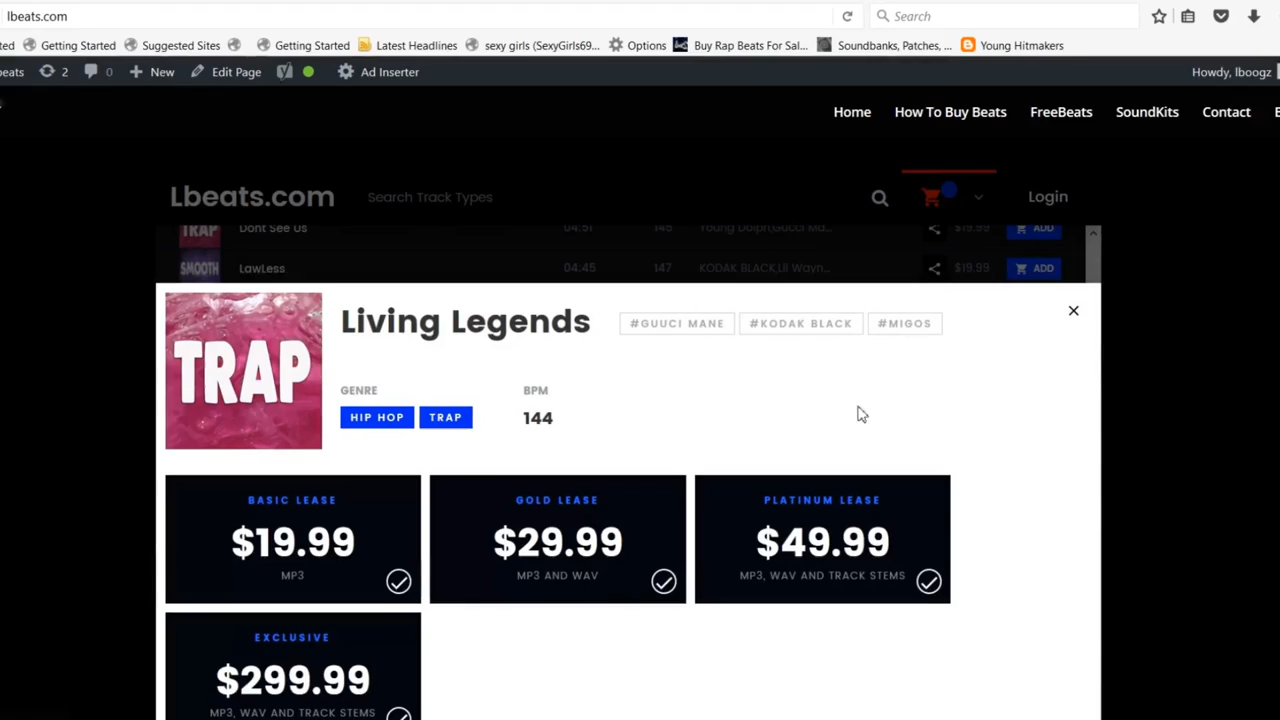 lbeats.com
Search
ted
Getting Started
Suggested Sites
Getting Started
Latest Headlines
sexy girls (SexyGirls69...
Options
Buy Rap Beats For Sal...
Soundbanks, Patches, ...
Young Hitmakers
beats
2
0
New
Edit Page
Ad Inserter
Howdy, lboogz
Home
How To Buy Beats
FreeBeats
SoundKits
Contact
Lbeats.com
Search Track Types
Login
TRAP
Dont See Us
04:51
145
Young Dolph,Gucci Ma...
$19.99
ADD
SMOOTH
LawLess
04:45
147
KODAK BLACK,Lil Wayn...
$19.99
ADD
TRAP
Living Legends
#GUUCI MANE
#KODAK BLACK
#MIGOS
GENRE
BPM
HIP HOP
TRAP
144
BASIC LEASE
$19.99
MP3
GOLD LEASE
$29.99
MP3 AND WAV
PLATINUM LEASE
$49.99
MP3, WAV AND TRACK STEMS
EXCLUSIVE
$299.99
MP3, WAV AND TRACK STEMS